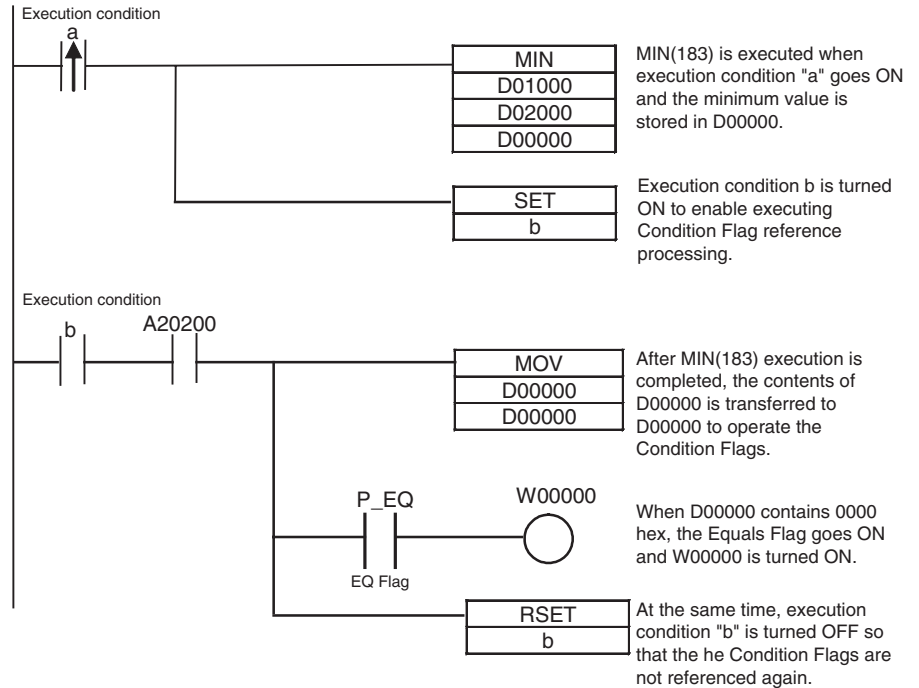 Execution condition
a
MIN
D01000
D02000
D00000
MIN(183) is executed when
execution condition "a" goes ON
and the minimum value is
stored in D00000.
SET
b
Execution condition b is turned
ON to enable executing
Condition Flag reference
processing.
Execution condition
b
A20200
MOV
D00000
D00000
After MIN(183) execution is
completed, the contents of
D00000 is transferred to
D00000 to operate the
Condition Flags.
P_EQ
EQ Flag
W00000
When D00000 contains 0000
hex, the Equals Flag goes ON
and W00000 is turned ON.
RSET
b
At the same time, execution
condition "b" is turned OFF so
that the he Condition Flags are
not referenced again.